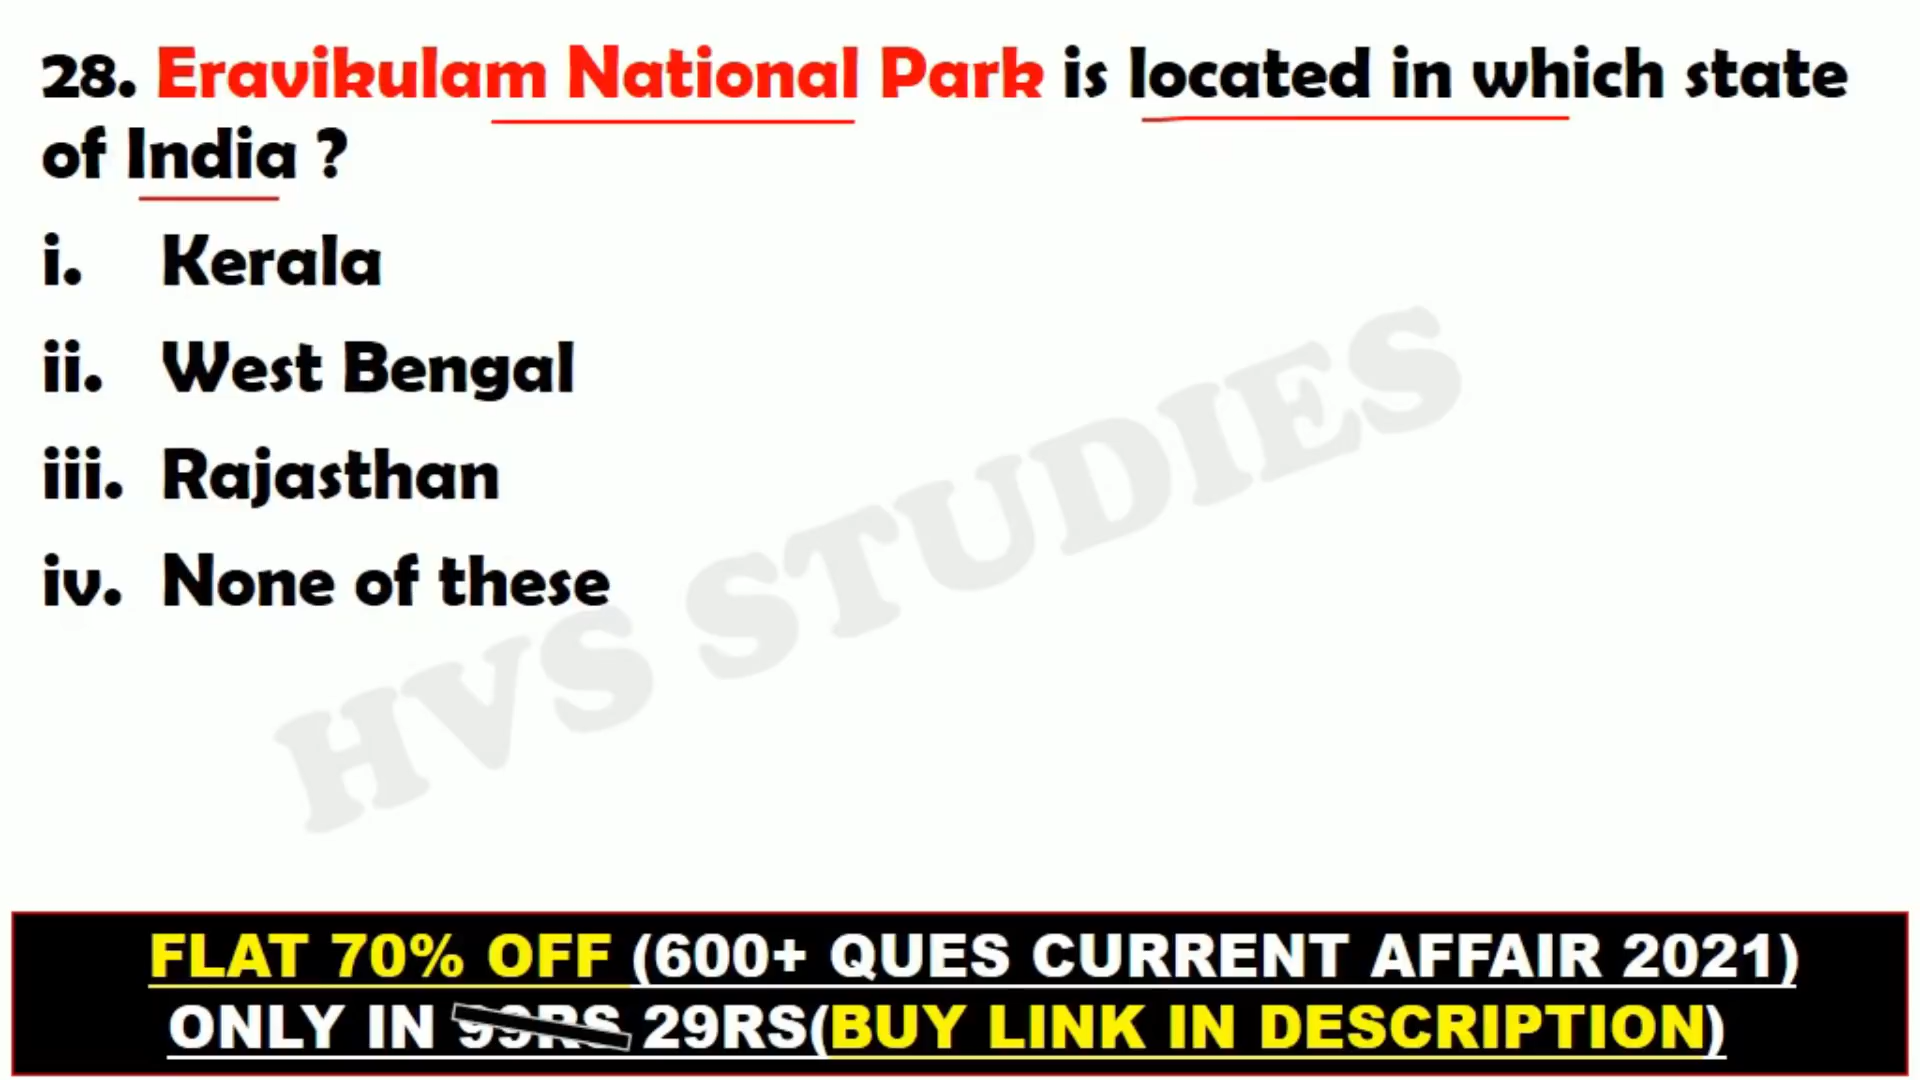 28. Eravikulam National Park is located in which state
of India ?
i. Kerala
ii. West Bengal
iii. Rajasthan
iv. None of these
HVS STUDIES
FLAT 70% OFF (600+ QUES CURRENT AFFAIR 2021)
ONLY IN 99RS 29RS(BUY LINK IN DESCRIPTION)